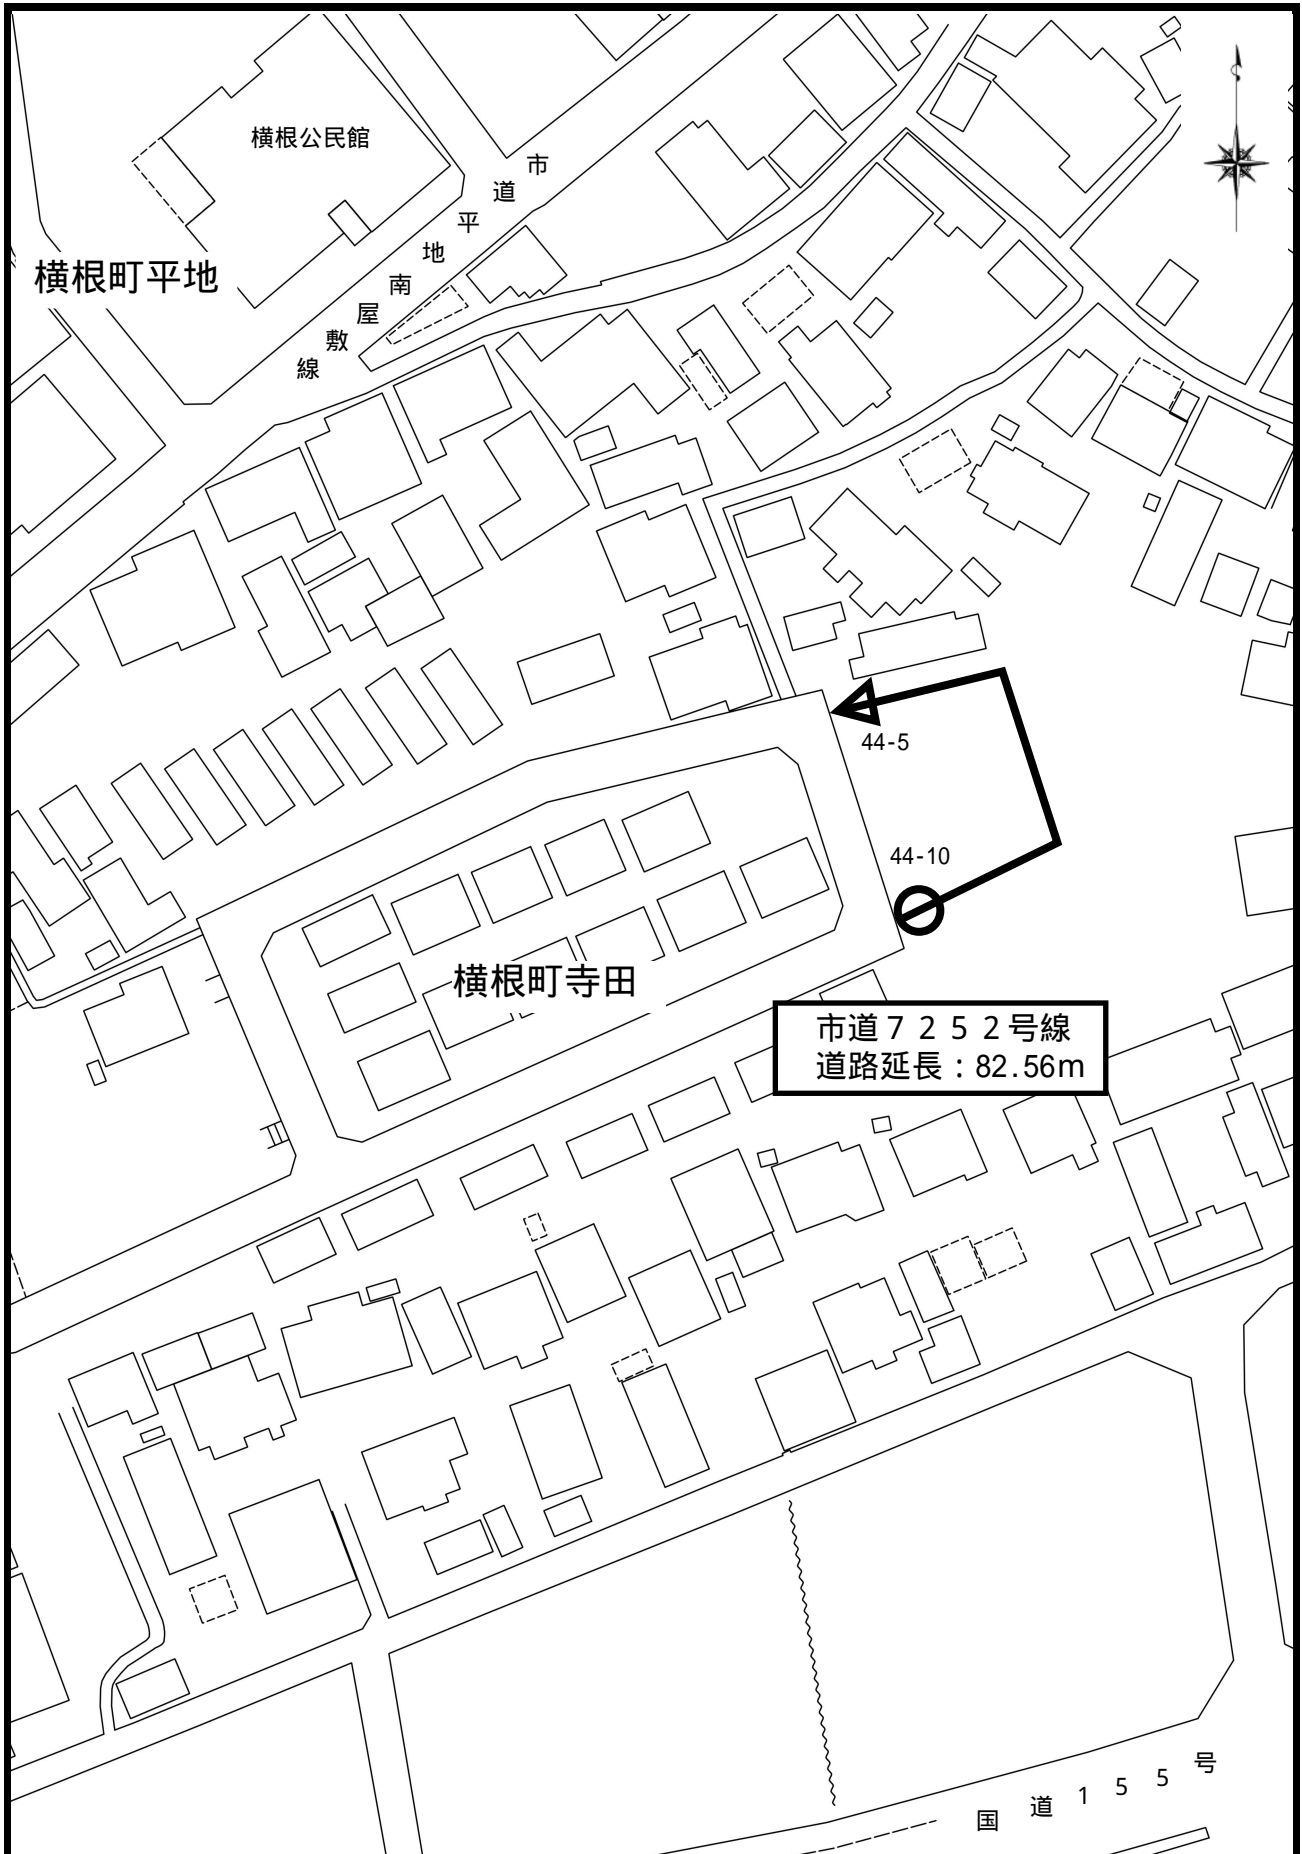 横根公民館
市道平地南屋敷線
横根町平地
44-5
44-10
横根町寺田
市道７２５２号線
道路延長：82.56m
国道155号